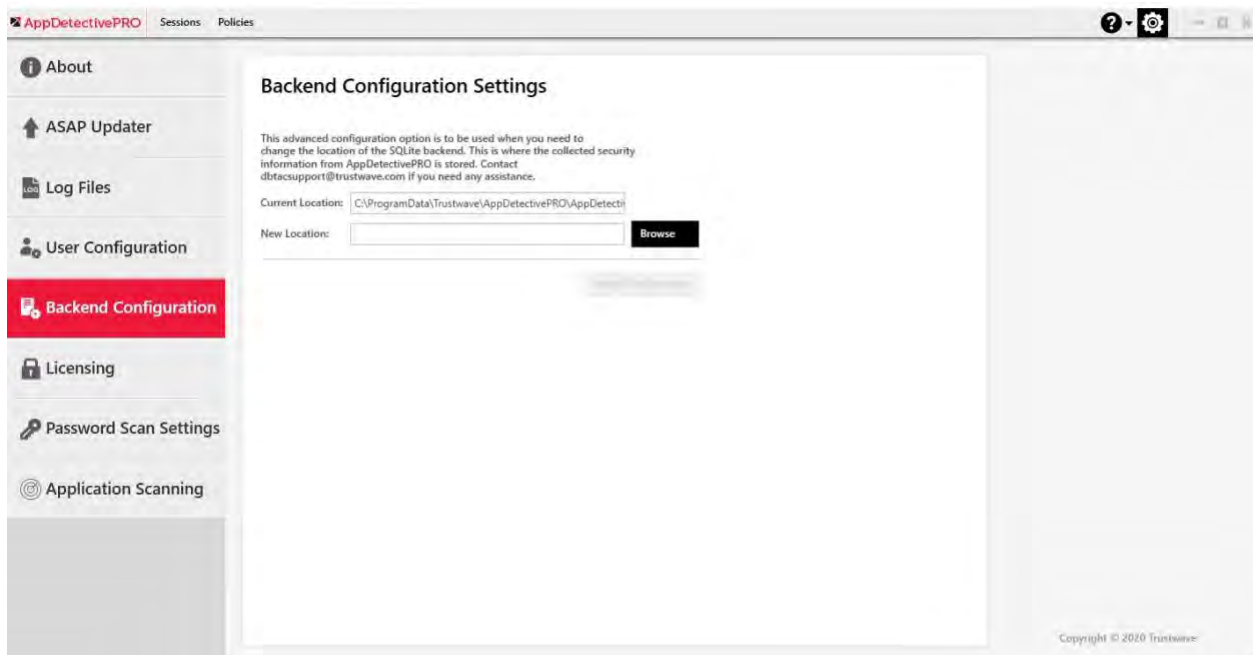 AppDetectivePRO Sessions Policies
About
ASAP Updater
LOG Log Files
User Configuration
Backend Configuration
Licensing
Password Scan Settings
Application Scanning
Backend Configuration Settings
This advanced configuration option is to be used when you need to
change the location of the SQLite backend. This is where the collected security
information from AppDetectivePRO is stored. Contact
dbtacsupport@trustwave.com if you need any assistance.
Current Location: C:\ProgramData\Trustwave\AppDetectivePRO\AppDetecti
New Location: Browse
Copyright © 2020 Trustwave